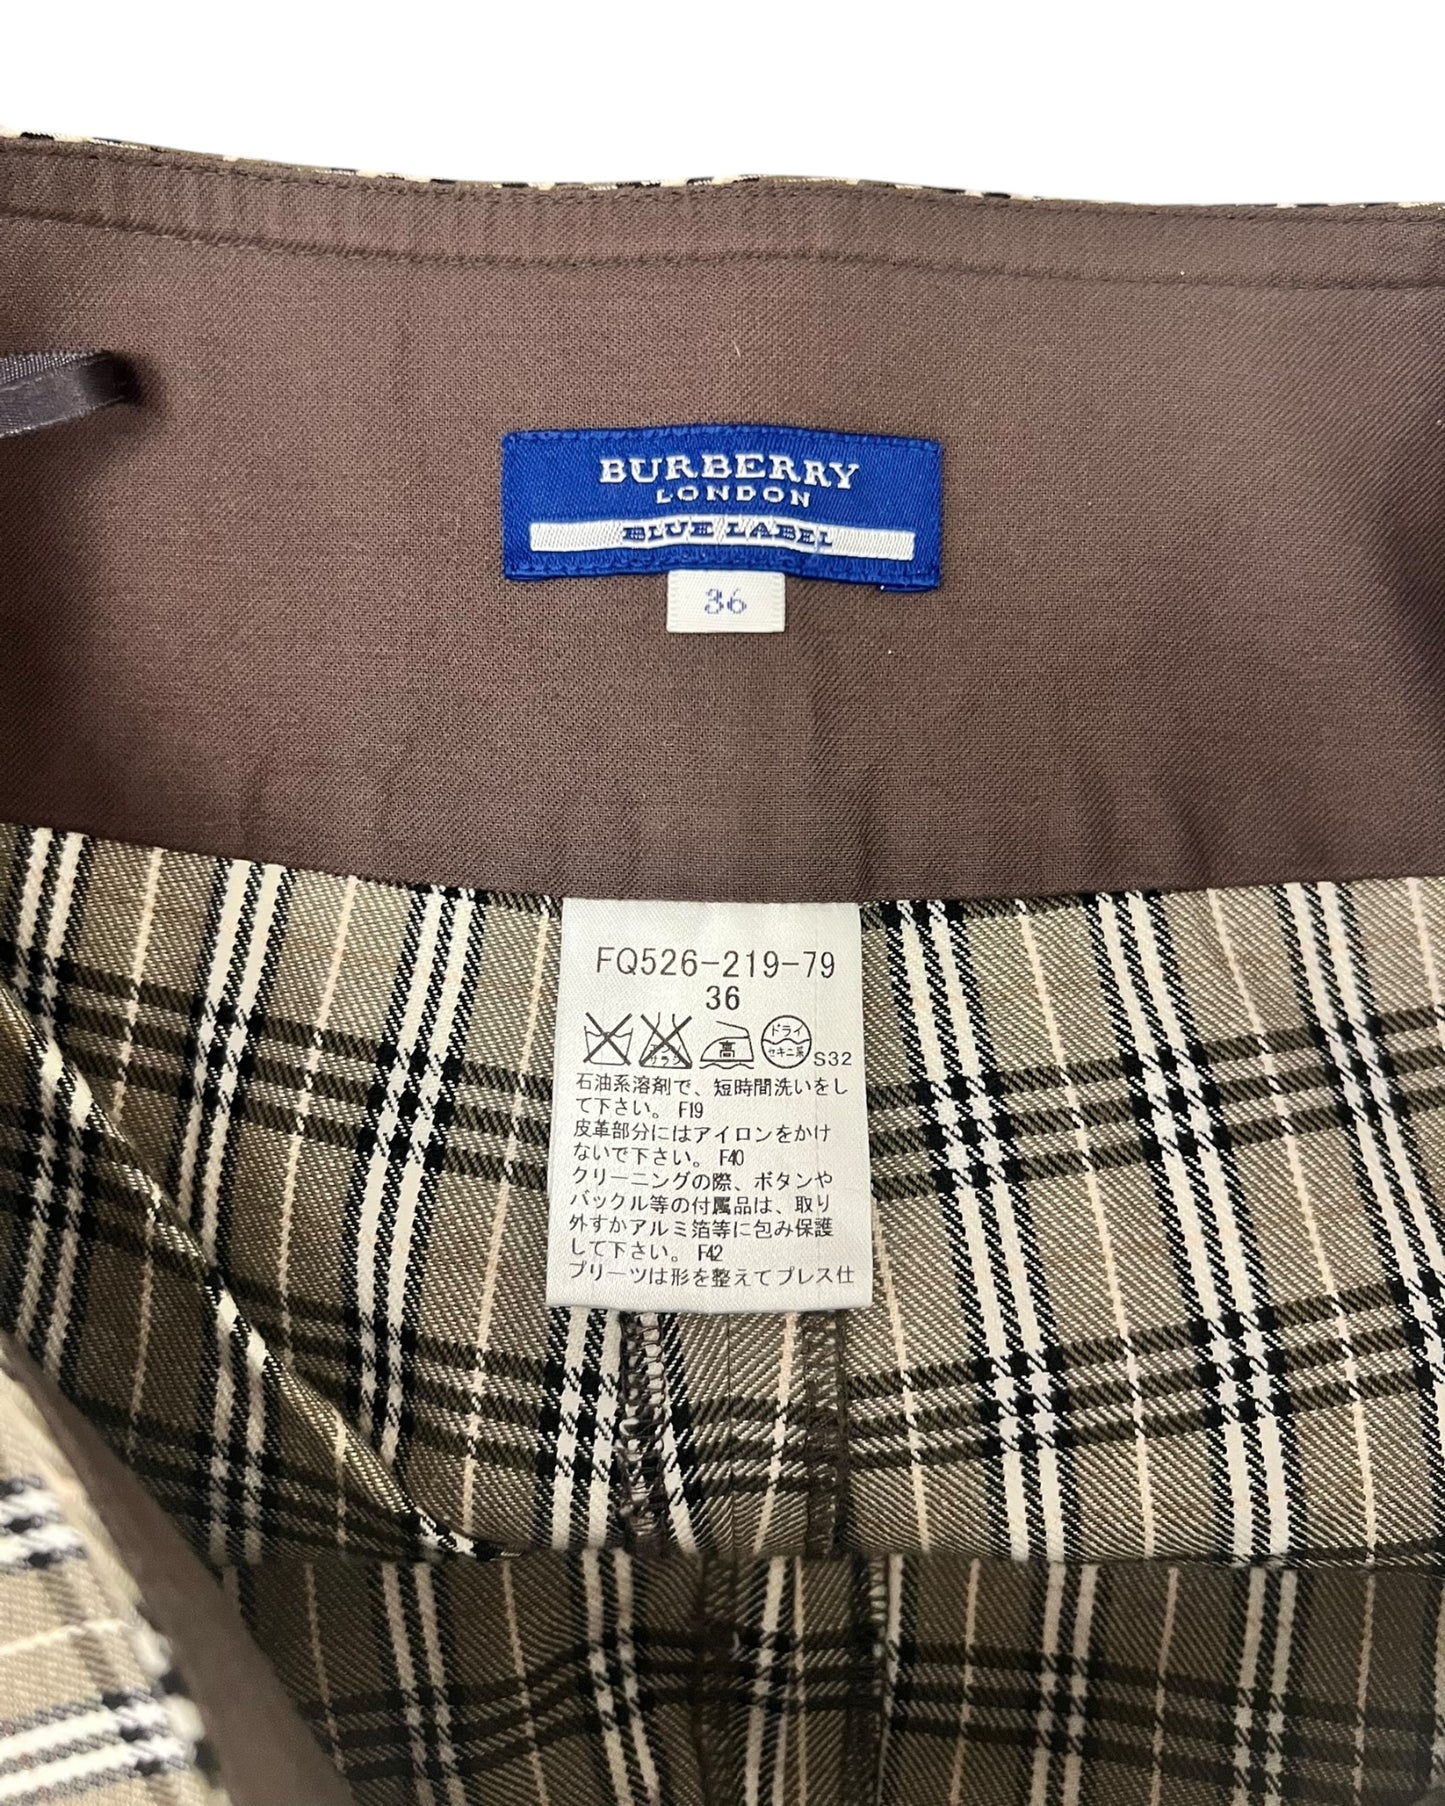 BURBERRY
LONDON
BLUE LABEL
36
FQ526-219-79
36
高
ドライ
セキユ系
S32
石油系溶剤で、短時間洗いをし
て下さい。 F19
皮革部分にはアイロンをかけ
ないで下さい。 F40
クリーニングの際、ボタンや
バックル等の付属品は、取り
外すかアルミ箔等に包み保護
して下さい。 F42
プリーツは形を整えてプレス仕